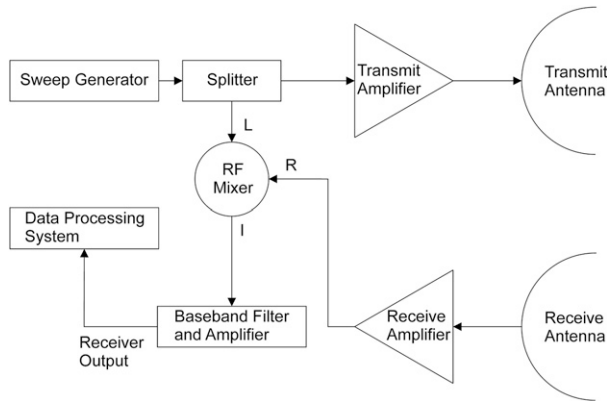 Sweep Generator
Splitter
Transmit
Amplifier
Transmit
Antenna
L
RF
Mixer
R
I
Data Processing
System
Baseband Filter
and Amplifier
Receiver
Output
Receive
Amplifier
Receive
Antenna